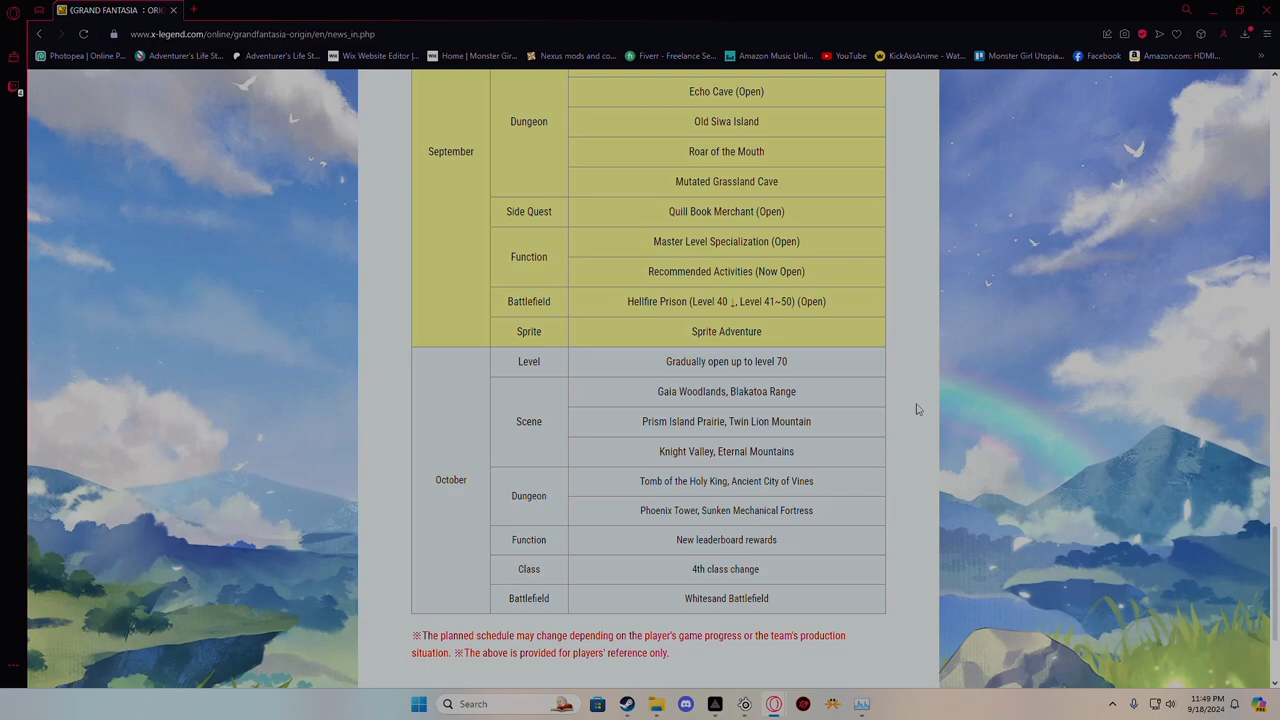 《GRAND FANTASIA : ORIG
www.x-legend.com/online/grandfantasia-origin/en/news_in.php
Photopea | Online P...
Adventurer's Life St...
Adventurer's Life St...
Wix Website Editor |...
Home | Monster Gir...
Nexus mods and co...
Fiverr - Freelance Se...
Amazon Music Unli...
YouTube
KickAssAnime - Wat...
Monster Girl Utopia...
Facebook
Amazon.com: HDMI...
September
Dungeon
Echo Cave (Open)
Old Siwa Island
Roar of the Mouth
Mutated Grassland Cave
Side Quest
Quill Book Merchant (Open)
Function
Master Level Specialization (Open)
Recommended Activities (Now Open)
Battlefield
Hellfire Prison (Level 40 ↓, Level 41~50) (Open)
Sprite
Sprite Adventure
October
Level
Gradually open up to level 70
Scene
Gaia Woodlands, Blakatoa Range
Prism Island Prairie, Twin Lion Mountain
Knight Valley, Eternal Mountains
Dungeon
Tomb of the Holy King, Ancient City of Vines
Phoenix Tower, Sunken Mechanical Fortress
Function
New leaderboard rewards
Class
4th class change
Battlefield
Whitesand Battlefield
※The planned schedule may change depending on the player's game progress or the team's production
situation. ※The above is provided for players' reference only.
Search
11:49 PM
9/18/2024